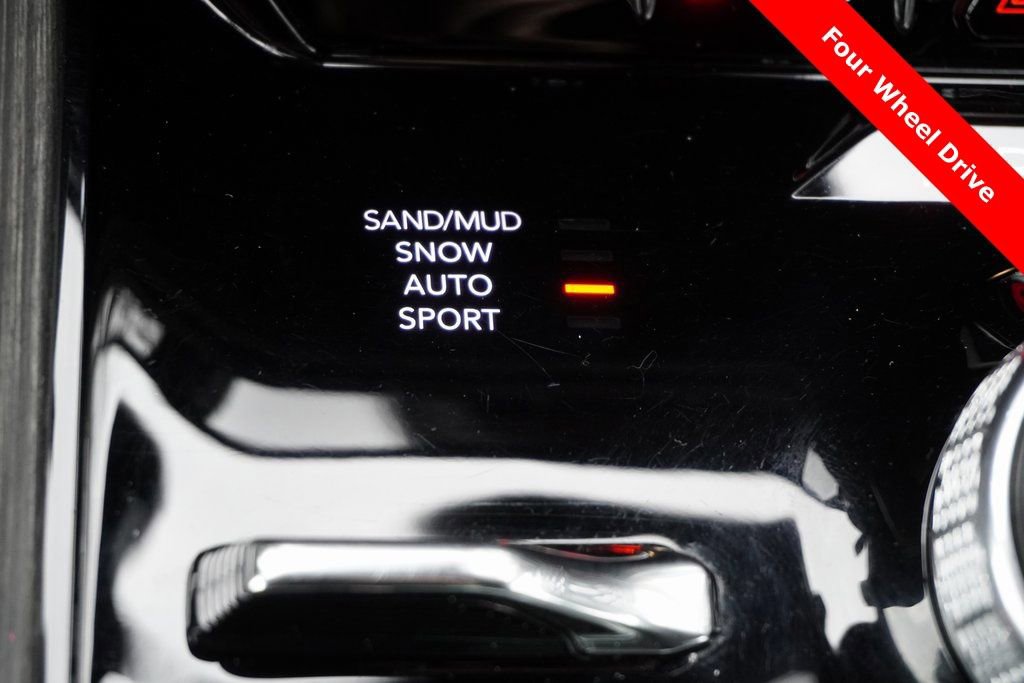 Four Wheel Drive
SAND/MUD
SNOW
AUTO
SPORT